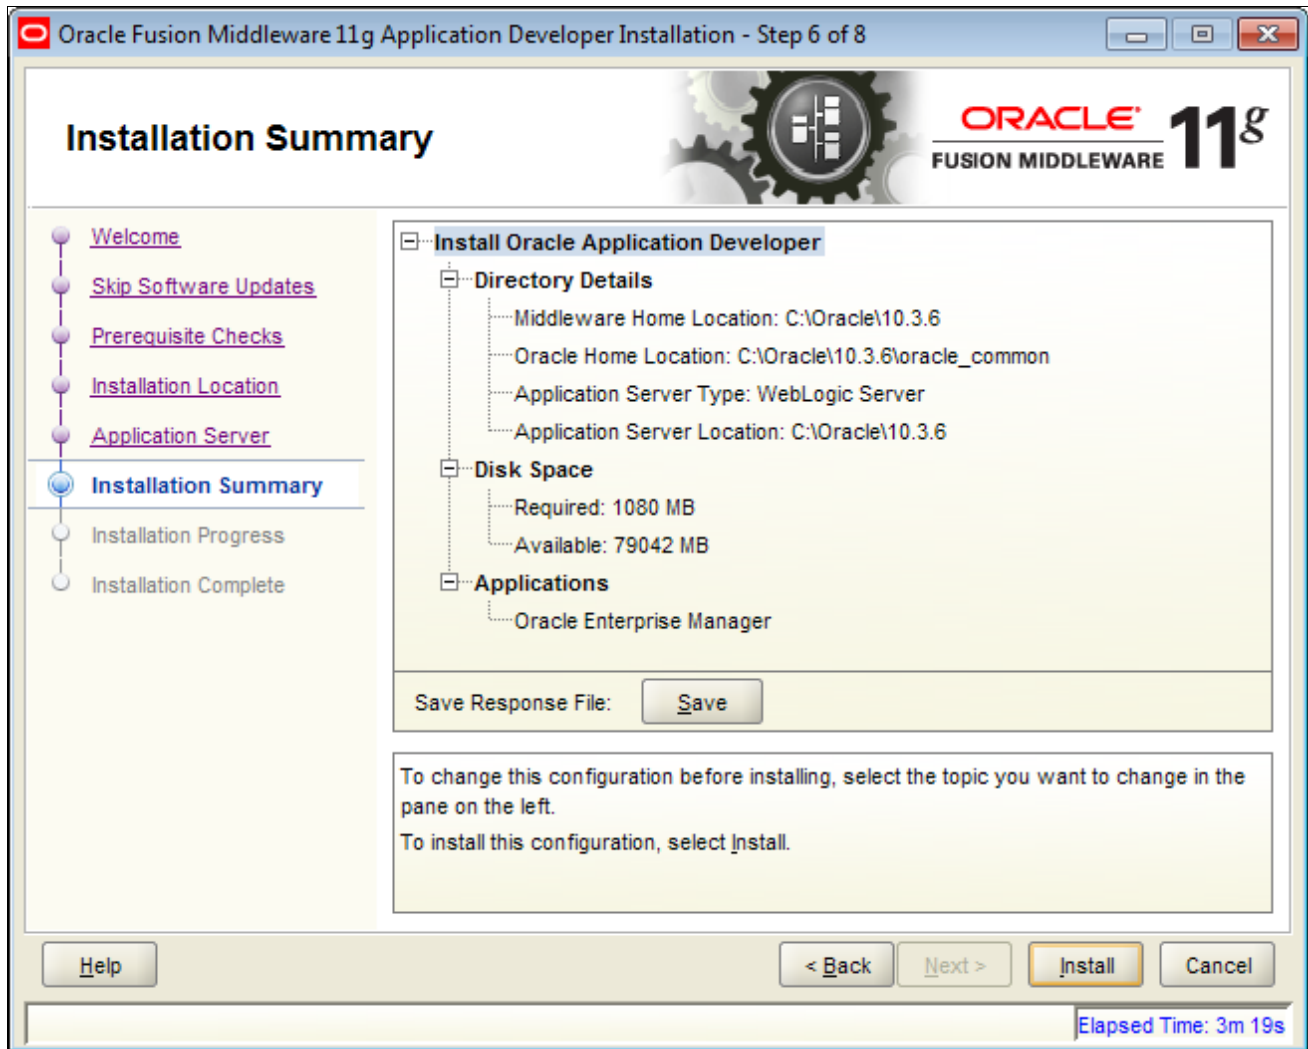 Oracle Fusion Middleware 11g Application Developer Installation - Step 6 of 8
Installation Summary
ORACLE®
FUSION MIDDLEWARE
11g
Welcome
Skip Software Updates
Prerequisite Checks
Installation Location
Application Server
Installation Summary
Installation Progress
Installation Complete
Install Oracle Application Developer
Directory Details
Middleware Home Location: C:\Oracle\10.3.6
Oracle Home Location: C:\Oracle\10.3.6\oracle_common
Application Server Type: WebLogic Server
Application Server Location: C:\Oracle\10.3.6
Disk Space
Required: 1080 MB
Available: 79042 MB
Applications
Oracle Enterprise Manager
Save Response File: Save
To change this configuration before installing, select the topic you want to change in the
pane on the left.
To install this configuration, select Install.
Help < Back Next > Install Cancel
Elapsed Time: 3m 19s